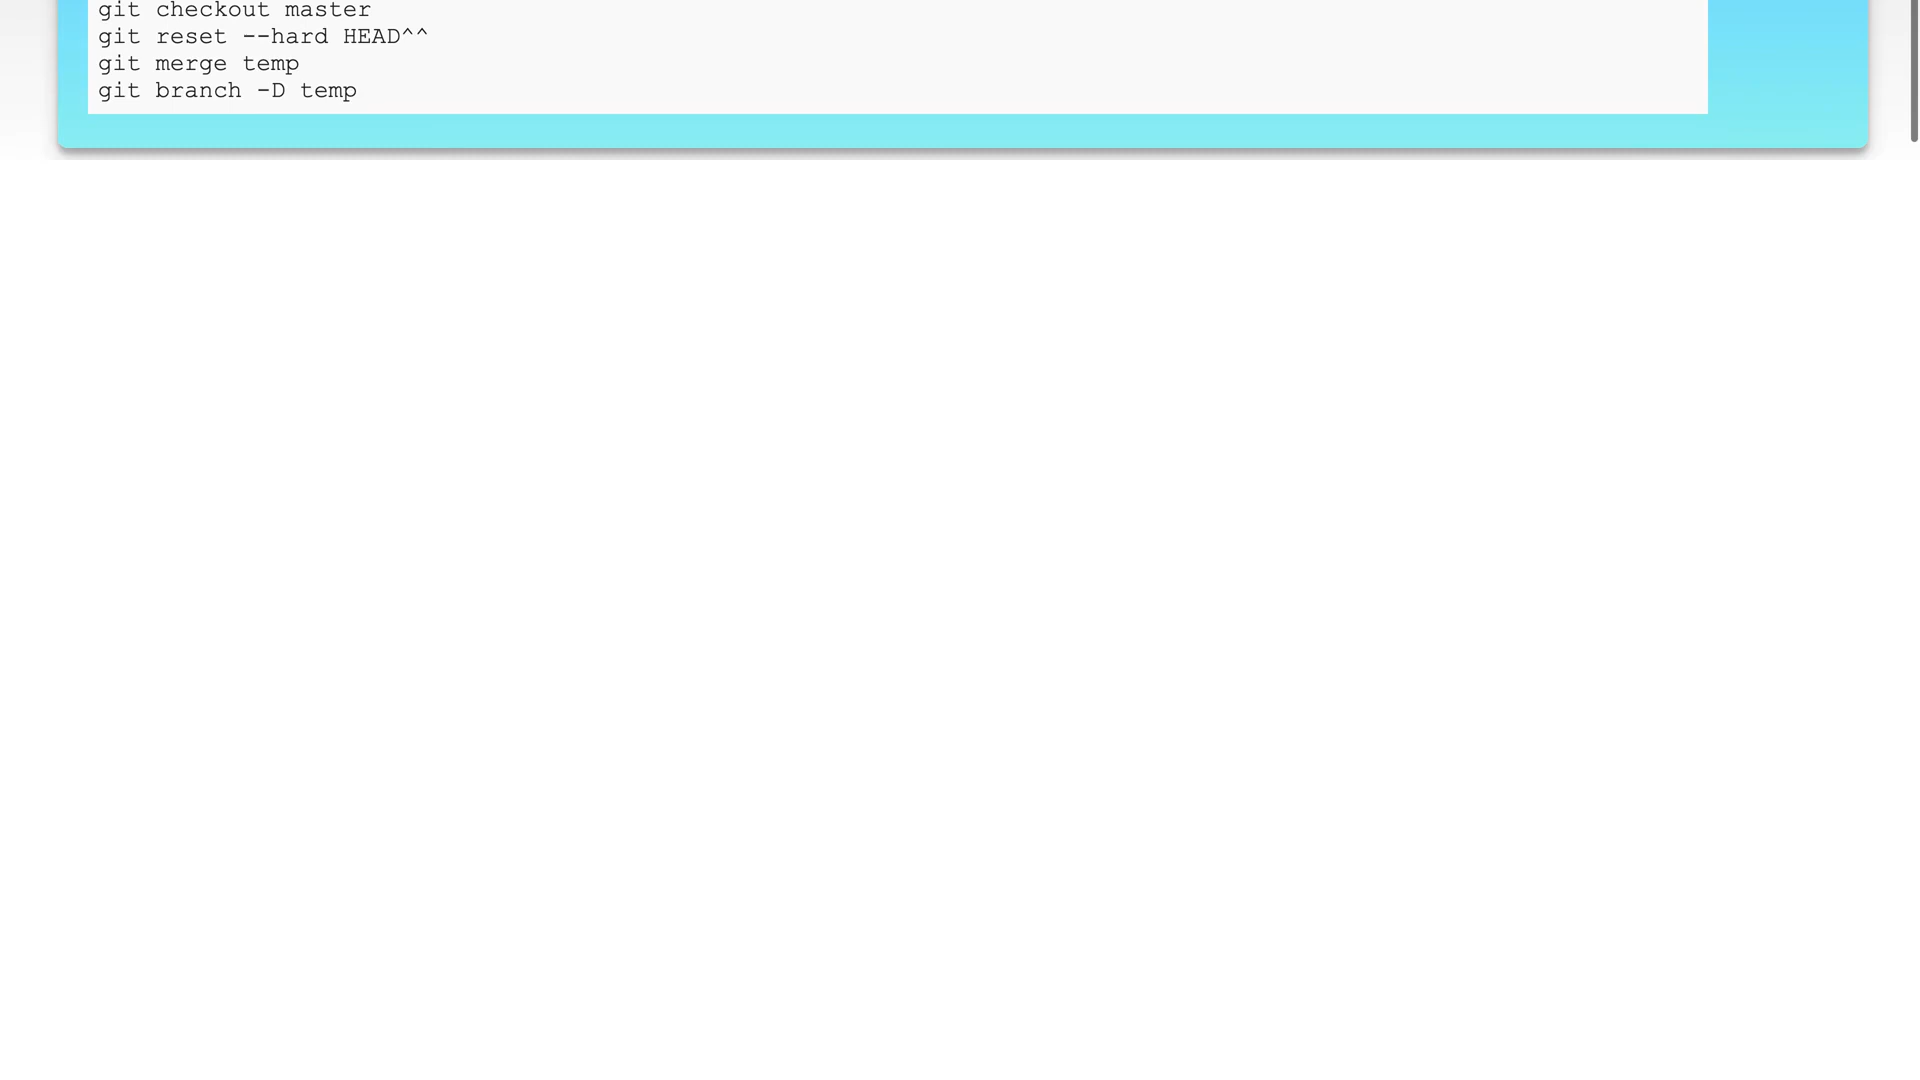 git checkout master
git reset --hard HEAD^^
git merge temp
git branch -D temp